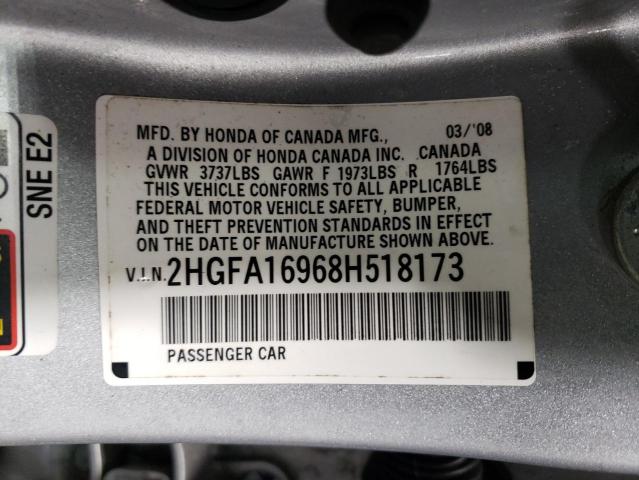 MFD. BY HONDA OF CANADA MFG., 03/'08
A DIVISION OF HONDA CANADA INC. CANADA
GVWR 3737LBS GAWR F 1973LBS R 1764LBS
THIS VEHICLE CONFORMS TO ALL APPLICABLE
FEDERAL MOTOR VEHICLE SAFETY, BUMPER,
AND THEFT PREVENTION STANDARDS IN EFFECT
ON THE DATE OF MANUFACTURE SHOWN ABOVE.
V.I.N. 2HGFA16968H518173
PASSENGER CAR
SNE E2